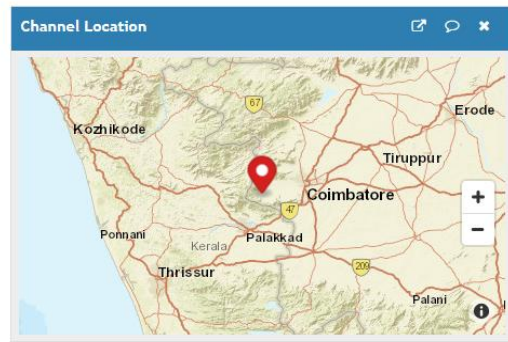 Channel Location
67
Erode
Kozhikode
Tiruppur
Coimbatore
+
47
Ponnani
Palakkad
−
Kerala
209
Thrissur
Palani